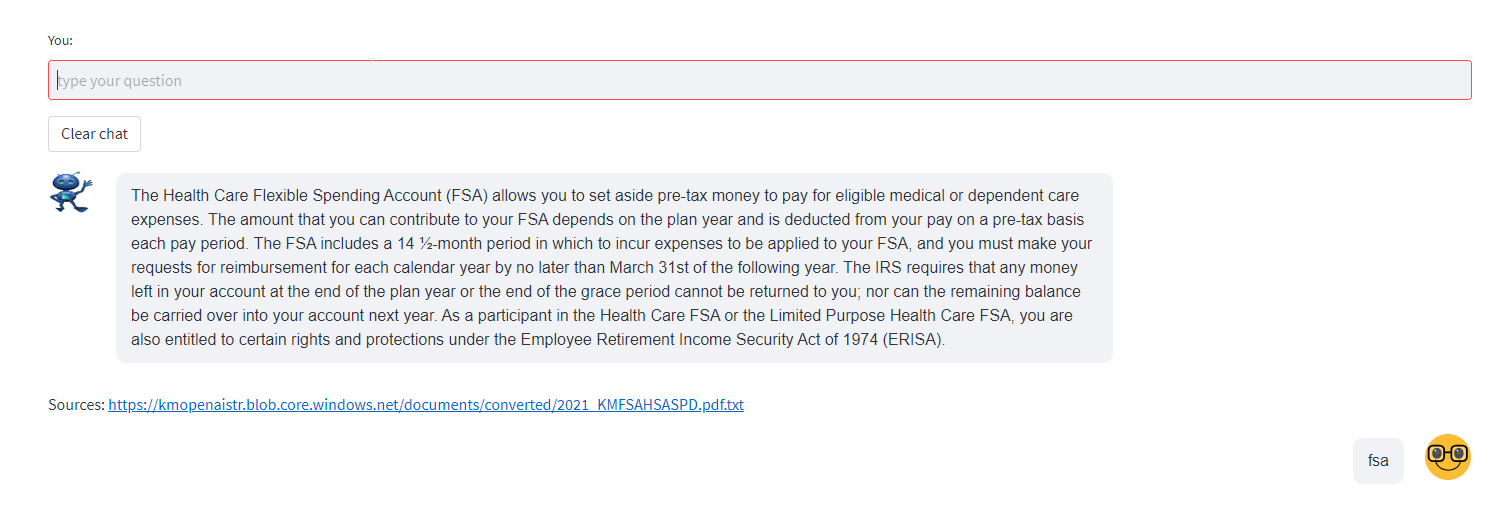 You:
type your question
Clear chat
The Health Care Flexible Spending Account (FSA) allows you to set aside pre-tax money to pay for eligible medical or dependent care
expenses. The amount that you can contribute to your FSA depends on the plan year and is deducted from your pay on a pre-tax basis
each pay period. The FSA includes a 14 ½-month period in which to incur expenses to be applied to your FSA, and you must make your
requests for reimbursement for each calendar year by no later than March 31st of the following year. The IRS requires that any money
left in your account at the end of the plan year or the end of the grace period cannot be returned to you; nor can the remaining balance
be carried over into your account next year. As a participant in the Health Care FSA or the Limited Purpose Health Care FSA, you are
also entitled to certain rights and protections under the Employee Retirement Income Security Act of 1974 (ERISA).
Sources: https://kmopenaistr.blob.core.windows.net/documents/converted/2021_KMFSAHSASPD.pdf.txt
fsa